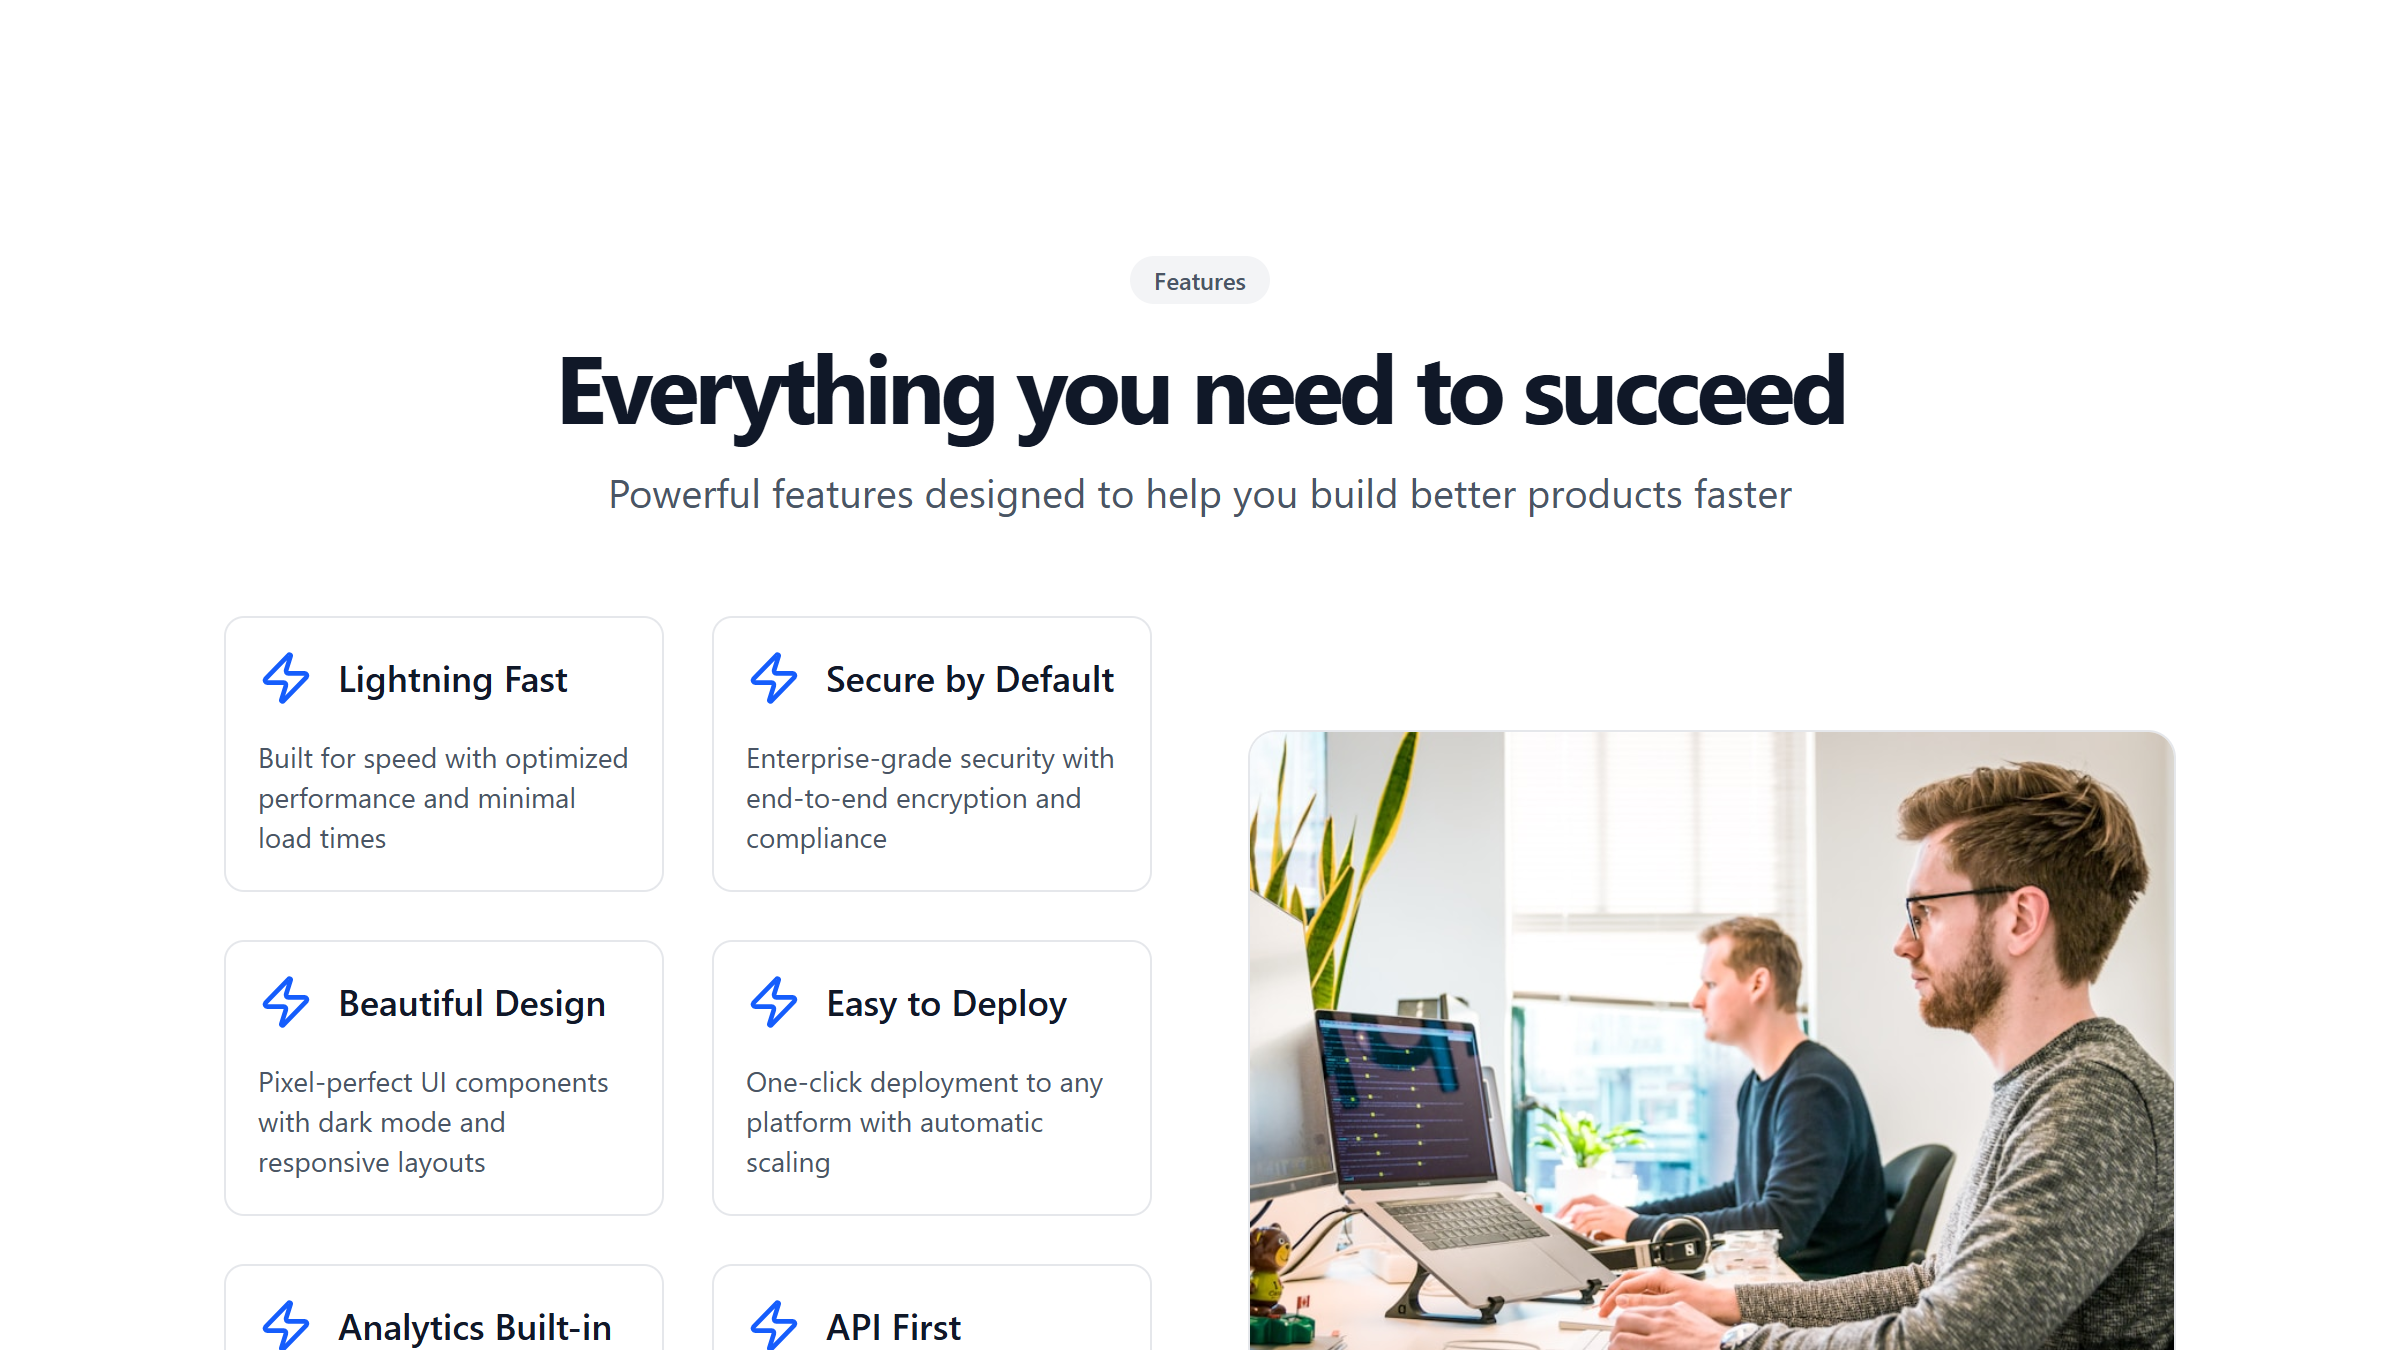 Features
Everything you need to succeed
Powerful features designed to help you build better products faster
Lightning Fast
Built for speed with optimized
performance and minimal
load times
Secure by Default
Enterprise-grade security with
end-to-end encryption and
compliance
Beautiful Design
Pixel-perfect UI components
with dark mode and
responsive layouts
Easy to Deploy
One-click deployment to any
platform with automatic
scaling
Analytics Built-in
API First